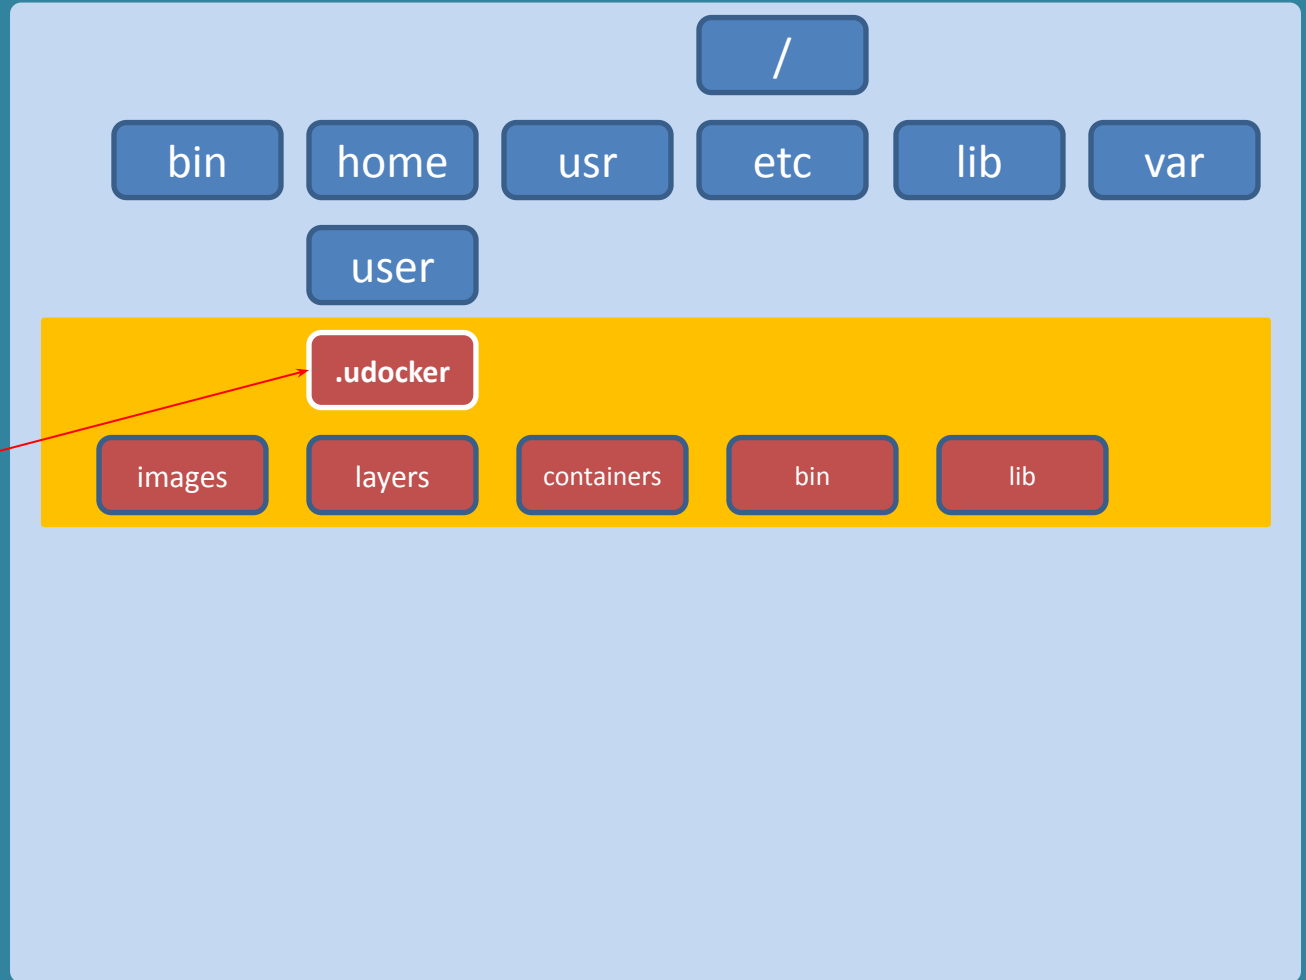 /
bin home usr etc lib var
user
.udocker
images layers containers bin lib